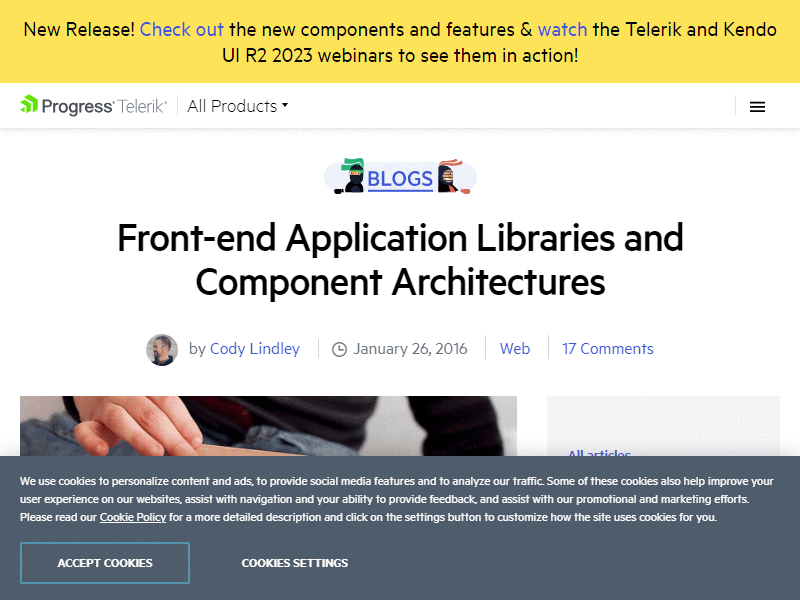 New Release! Check out the new components and features & watch the Telerik and Kendo
UI R2 2023 webinars to see them in action!
Progress Telerik
All Products
BLOGS
Front-end Application Libraries and
Component Architectures
by Cody Lindley
January 26, 2016
Web
17 Comments
All articles
We use cookies to personalize content and ads, to provide social media features and to analyze our traffic. Some of these cookies also help improve your
user experience on our websites, assist with navigation and your ability to provide feedback, and assist with our promotional and marketing efforts.
Please read our Cookie Policy for a more detailed description and click on the settings button to customize how the site uses cookies for you.
ACCEPT COOKIES
COOKIES SETTINGS